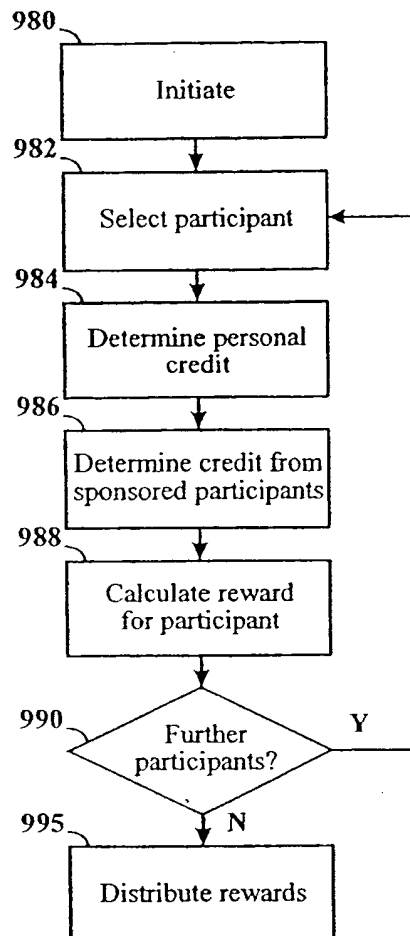 980
Initiate
982
Select participant
984
Determine personal
credit
986
Determine credit from
sponsored participants
988
Calculate reward
for participant
990
Further
participants?
Y
N
995
Distribute rewards